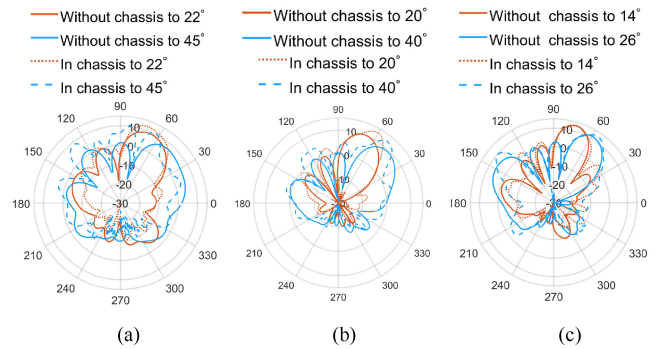 Without chassis to 22°
Without chassis to 45°
In chassis to 22°
In chassis to 45°
90
120 60
150 30
180 0
210 330
240 300
270
10
0
-10
-20
-30
(a)
Without chassis to 20°
Without chassis to 40°
In chassis to 20°
In chassis to 40°
90
120 60
150 30
180 0
210 330
240 300
270
10
0
-10
-30
(b)
Without chassis to 14°
Without chassis to 26°
In chassis to 14°
In chassis to 26°
90
120 60
150 30
180 0
210 330
240 300
270
10
0
-10
-20
-30
(c)